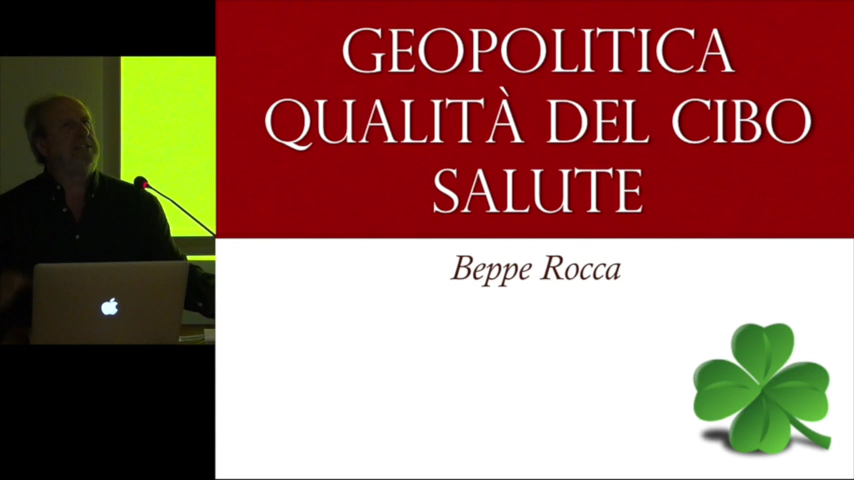 GEOPOLITICA
QUALITÀ DEL CIBO
SALUTE
Beppe Rocca